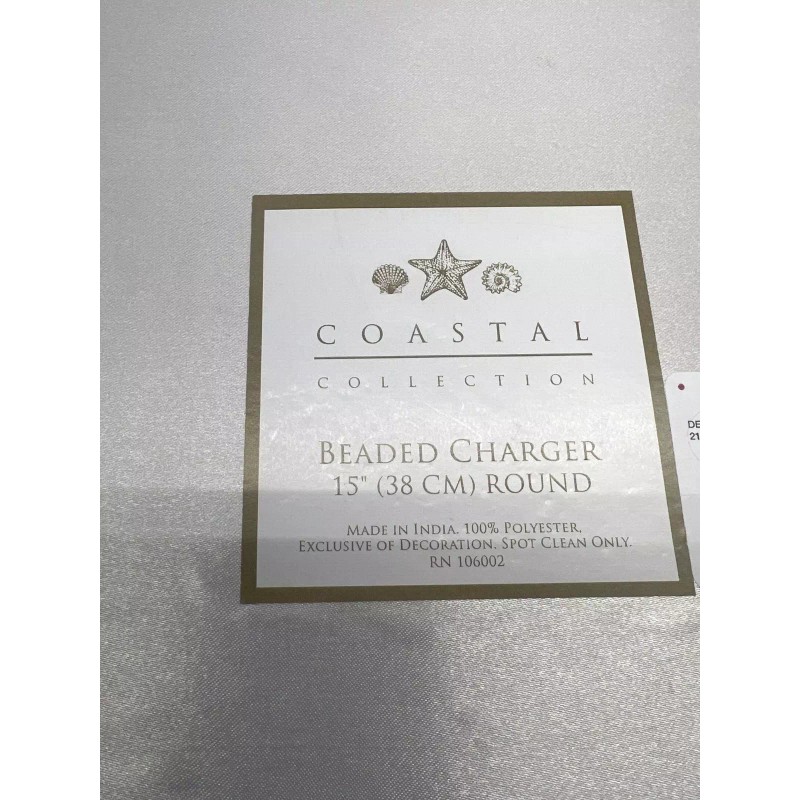 COASTAL
COLLECTION
BEADED CHARGER
15" (38 CM) ROUND
MADE IN INDIA. 100% POLYESTER,
EXCLUSIVE OF DECORATION. SPOT CLEAN ONLY.
RN 106002